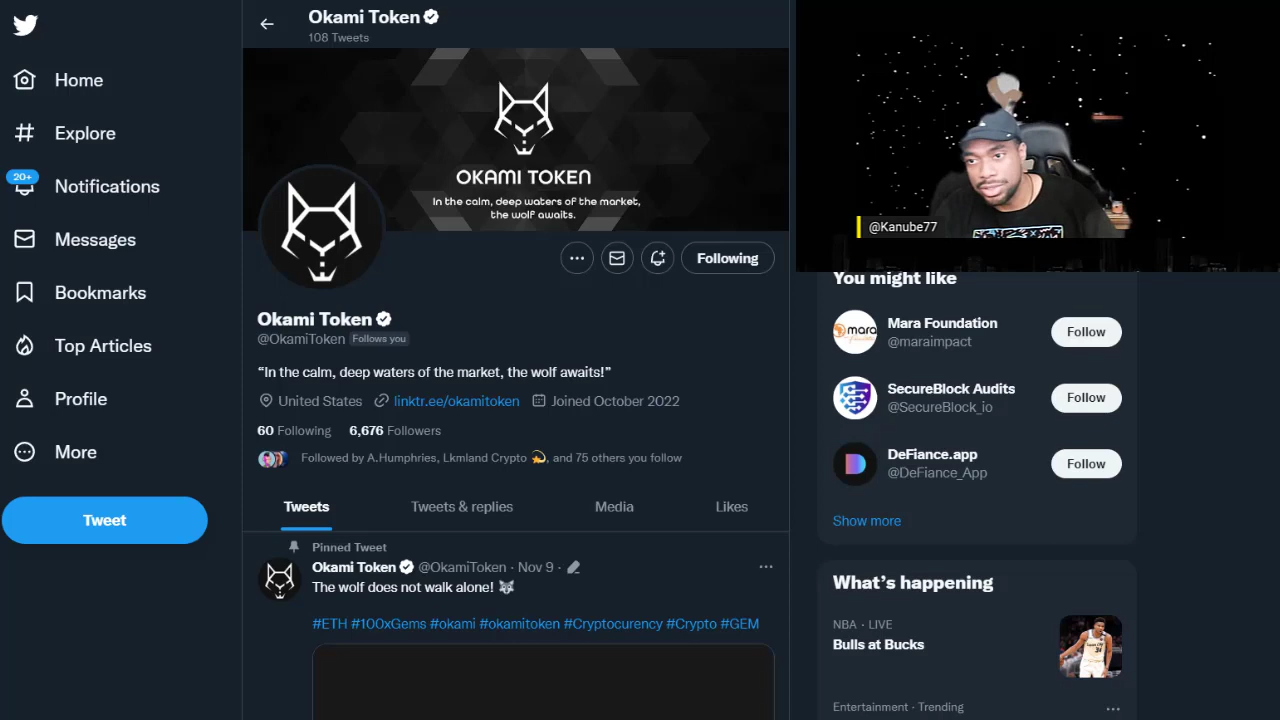 Okami Token
108 Tweets
Home
Explore
20+
Notifications
Messages
Bookmarks
Top Articles
Profile
More
Tweet
OKAMI TOKEN
In the calm, deep waters of the market,
the wolf awaits.
Following
Okami Token
@OkamiToken Follows you
“In the calm, deep waters of the market, the wolf awaits!”
United States linktr.ee/okamitoken Joined October 2022
60 Following 6,676 Followers
Followed by A.Humphries, Lkmland Crypto 💫, and 75 others you follow
Tweets Tweets & replies Media Likes
Pinned Tweet
Okami Token @OkamiToken · Nov 9 ·
The wolf does not walk alone! 🐺
#ETH #100xGems #okami #okamitoken #Cryptocurency #Crypto #GEM
@Kanube77
You might like
Mara Foundation
@maraimpact
Follow
mara
SecureBlock Audits
@SecureBlock_io
Follow
DeFiance.app
@DeFiance_App
Follow
Show more
What’s happening
NBA · LIVE
Bulls at Bucks
Entertainment · Trending